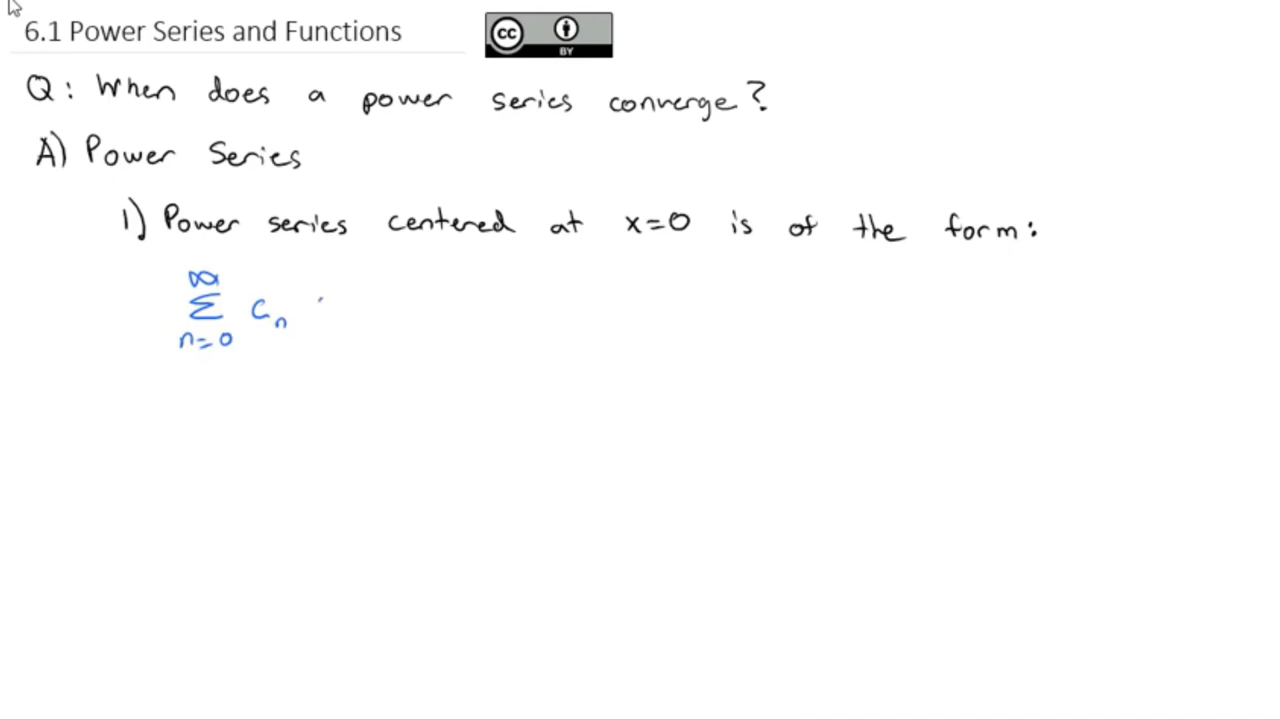 6.1 Power Series and Functions
cc BY
Q: When does a power series converge?
A) Power Series
1) Power series centered at x=0 is of the form:
∞
Σ cₙ
n=0